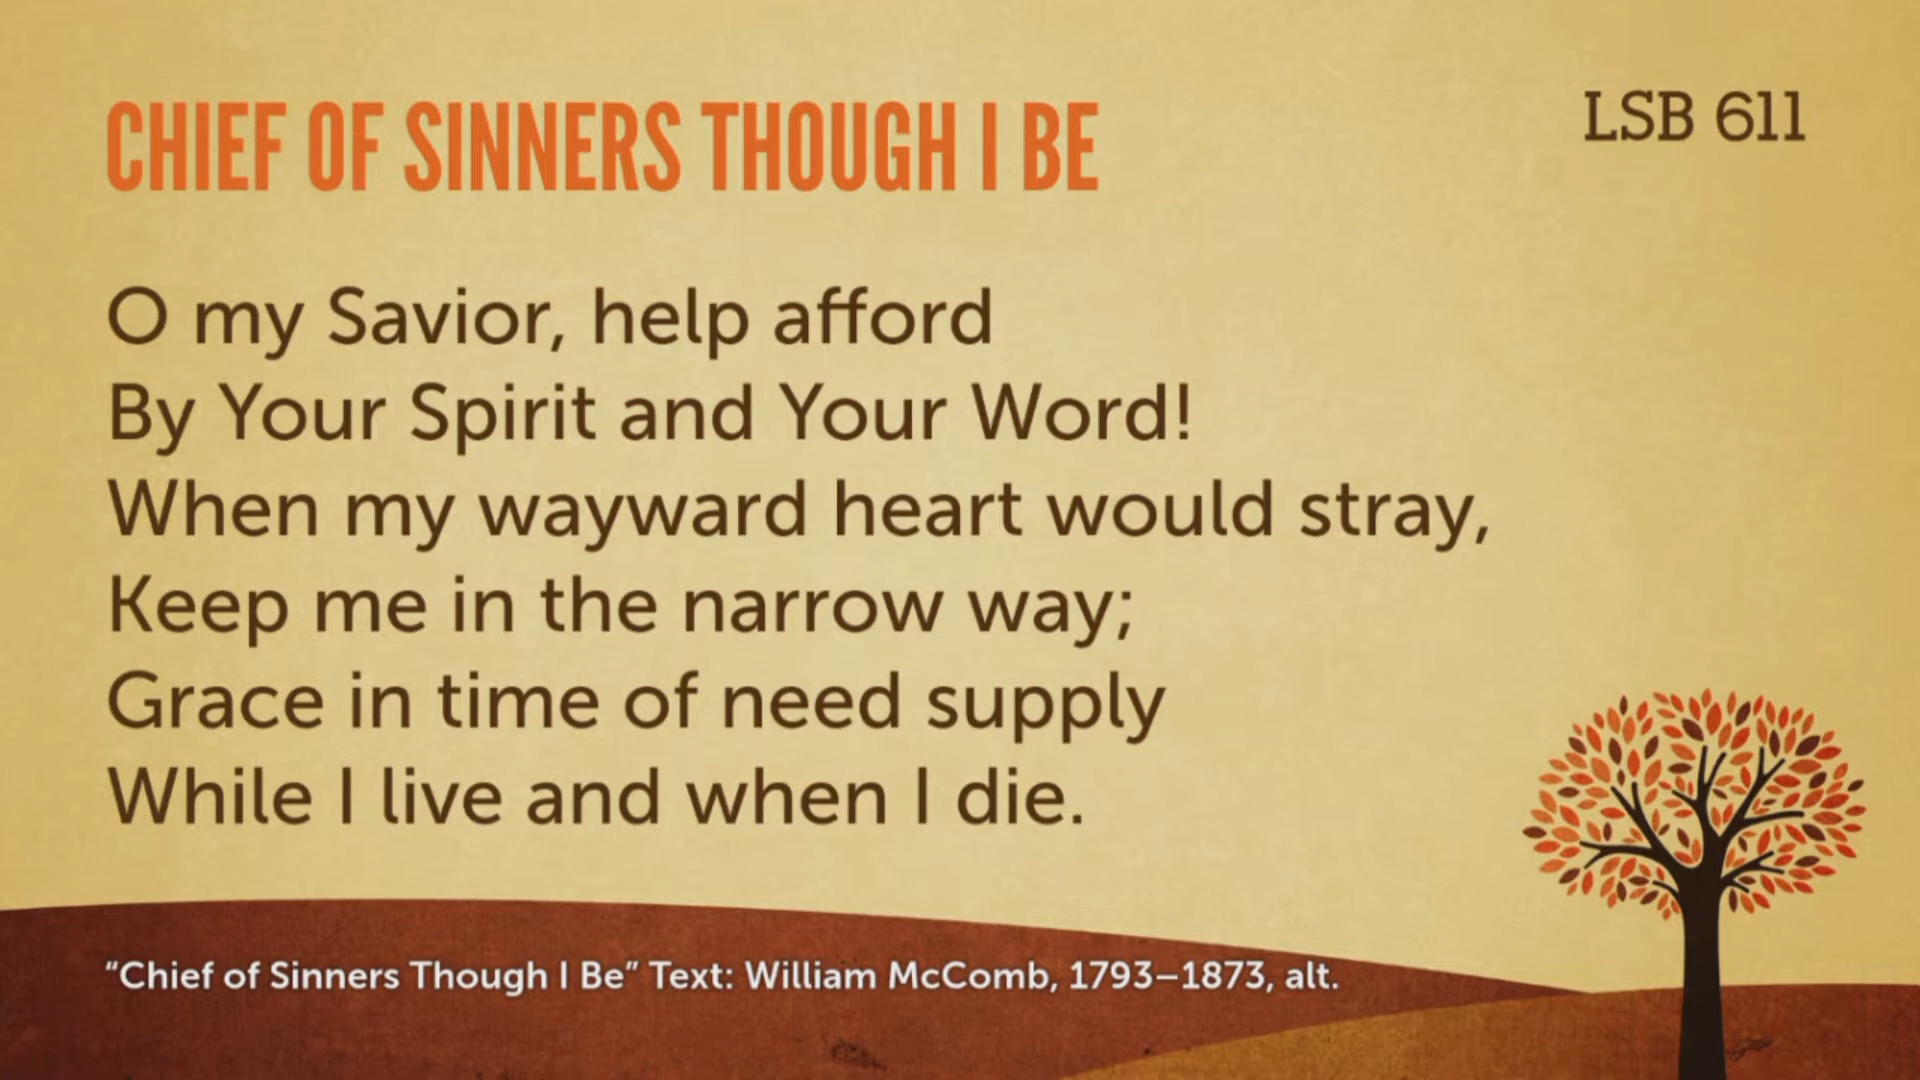 CHIEF OF SINNERS THOUGH I BE
LSB 611
O my Savior, help afford
By Your Spirit and Your Word!
When my wayward heart would stray,
Keep me in the narrow way;
Grace in time of need supply
While I live and when I die.
“Chief of Sinners Though I Be” Text: William McComb, 1793–1873, alt.